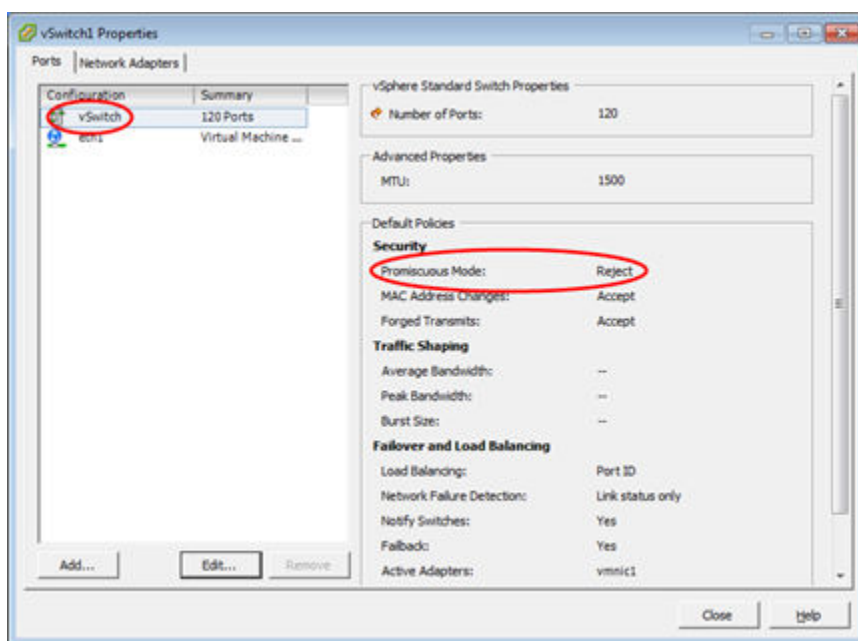 vSwitch1 Properties
Ports Network Adapters
Configuration Summary
vSwitch 120 Ports
eth1 Virtual Machine ...
Add... Edit... Remove
vSphere Standard Switch Properties
Number of Ports: 120
Advanced Properties
MTU: 1500
Default Policies
Security
Promiscuous Mode: Reject
MAC Address Changes: Accept
Forged Transmits: Accept
Traffic Shaping
Average Bandwidth: --
Peak Bandwidth: --
Burst Size: --
Failover and Load Balancing
Load Balancing: Port ID
Network Failure Detection: Link status only
Notify Switches: Yes
Failback: Yes
Active Adapters: vmnic1
Close Help